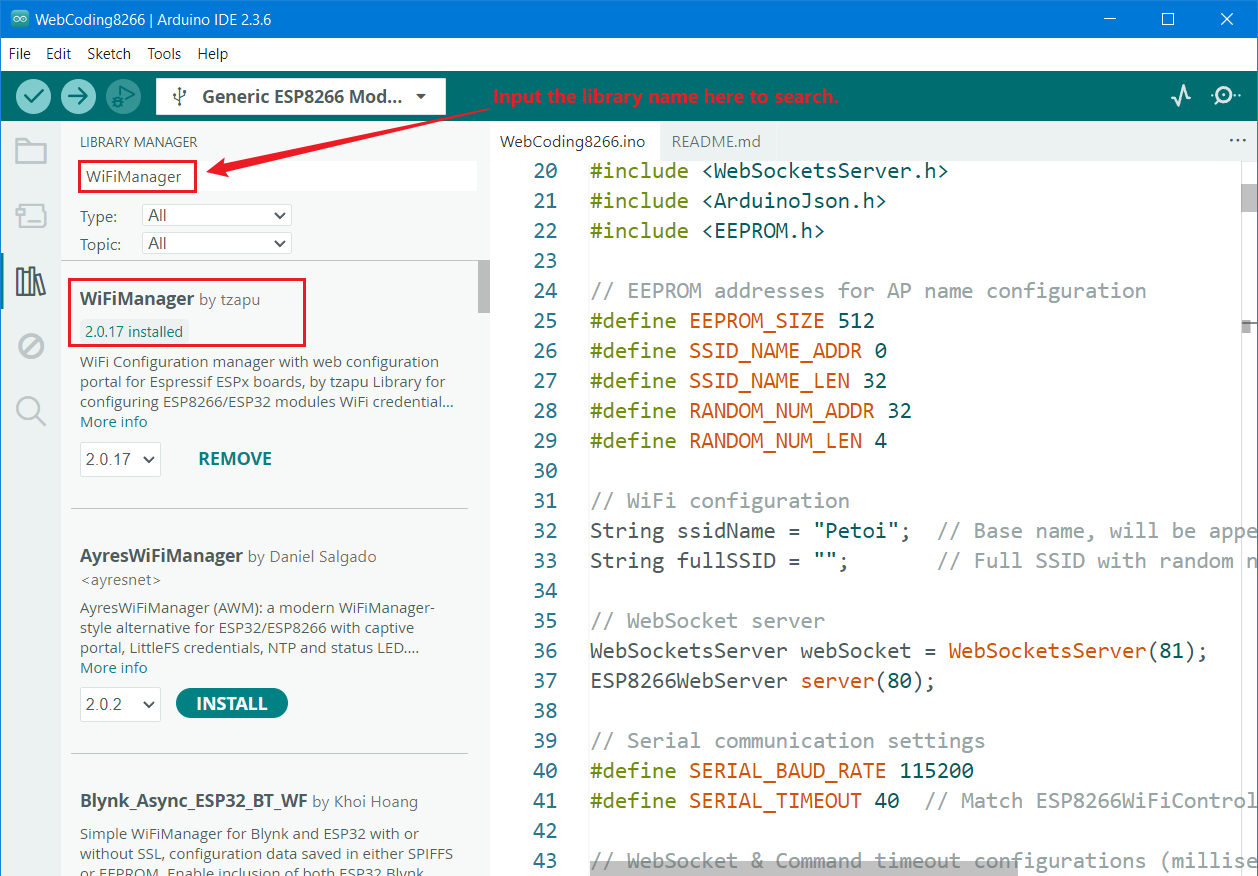 WebCoding8266 | Arduino IDE 2.3.6
File Edit Sketch Tools Help
Generic ESP8266 Mod...
Input the library name here to search.
LIBRARY MANAGER
WiFiManager
Type: All
Topic: All
WiFiManager by tzapu
2.0.17 installed
WiFi Configuration manager with web configuration
portal for Espressif ESPx boards, by tzapu Library for
configuring ESP8266/ESP32 modules WiFi credential...
More info
2.0.17 REMOVE
AyresWiFiManager by Daniel Salgado
<ayresnet>
AyresWiFiManager (AWM): a modern WiFiManager-
style alternative for ESP32/ESP8266 with captive
portal, LittleFS credentials, NTP and status LED....
More info
2.0.2 INSTALL
Blynk_Async_ESP32_BT_WF by Khoi Hoang
Simple WiFiManager for Blynk and ESP32 with or
without SSL, configuration data saved in either SPIFFS
or EEPROM. Enable inclusion of both ESP32 Blynk
WebCoding8266.ino README.md
20 #include <WebSocketsServer.h>
21 #include <ArduinoJson.h>
22 #include <EEPROM.h>
23
24 // EEPROM addresses for AP name configuration
25 #define EEPROM_SIZE 512
26 #define SSID_NAME_ADDR 0
27 #define SSID_NAME_LEN 32
28 #define RANDOM_NUM_ADDR 32
29 #define RANDOM_NUM_LEN 4
30
31 // WiFi configuration
32 String ssidName = "Petoi"; // Base name, will be appe
33 String fullSSID = ""; // Full SSID with random n
34
35 // WebSocket server
36 WebSocketsServer webSocket = WebSocketsServer(81);
37 ESP8266WebServer server(80);
38
39 // Serial communication settings
40 #define SERIAL_BAUD_RATE 115200
41 #define SERIAL_TIMEOUT 40 // Match ESP8266WiFiControl
42
43 // WebSocket & Command timeout configurations (millise